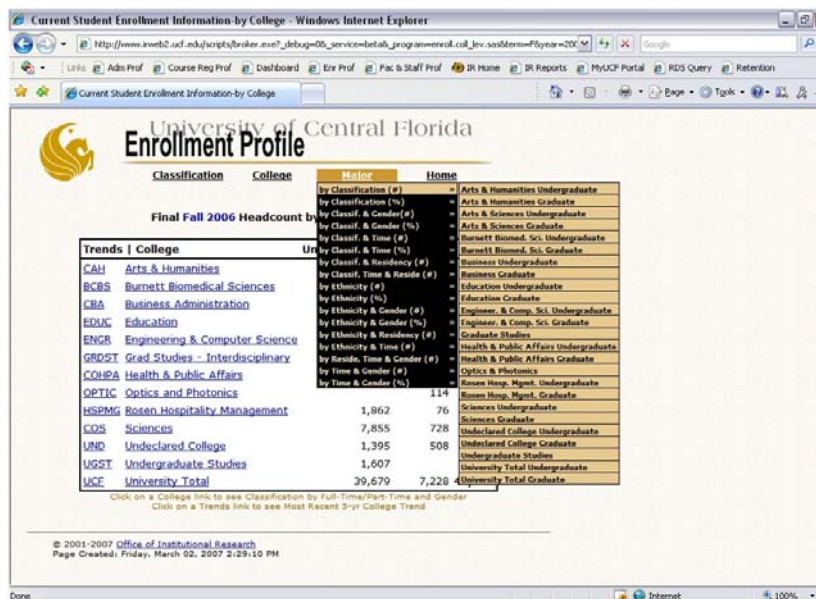 Current Student Enrollment Information-by College - Windows Internet Explorer
http://www.irweb2.ucf.edu/scripts/broker.exe?_debug=0&_service=beta&_program=enroll.coll_lev.sas&term=F&year=200
Google
Links Adm Prof Course Reg Prof Dashboard Enr Prof Fac & Staff Prof IR Home IR Reports MyUCF Portal RDS Query Retention
Current Student Enrollment Information-by College
Page Tools
University of Central Florida
Enrollment Profile
Classification College Major Home
Final Fall 2006 Headcount by
Trends | College Un
CAH Arts & Humanities
BCBS Burnett Biomedical Sciences
CBA Business Administration
EDUC Education
ENGR Engineering & Computer Science
GRDST Grad Studies - Interdisciplinary
COHPA Health & Public Affairs
OPTIC Optics and Photonics 114
HSPMG Rosen Hospitality Management 1,862 76
COS Sciences 7,855 728
UND Undeclared College 1,395 508
UGST Undergraduate Studies 1,607
UCF University Total 39,679 7,228 4
by Classification (#) »
by Classification (%) »
by Classif. & Gender(#) »
by Classif. & Gender (%) »
by Classif. & Time (#) »
by Classif. & Time (%) »
by Classif. & Residency (#) »
by Classif, Time & Reside (#) »
by Ethnicity (#) »
by Ethnicity (%) »
by Ethnicity & Gender (#) »
by Ethnicity & Gender (%) »
by Ethnicity & Residency (#) »
by Ethnicity & Time (#) »
by Reside, Time & Gender (#) »
by Time & Gender (#) »
by Time & Gender (%) »
Arts & Humanities Undergraduate
Arts & Humanities Graduate
Arts & Sciences Undergraduate
Arts & Sciences Graduate
Burnett Biomed. Sci. Undergraduate
Burnett Biomed. Sci. Graduate
Business Undergraduate
Business Graduate
Education Undergraduate
Education Graduate
Engineer. & Comp. Sci. Undergraduate
Engineer. & Comp. Sci. Graduate
Graduate Studies
Health & Public Affairs Undergraduate
Health & Public Affairs Graduate
Optics & Photonics
Rosen Hosp. Mgmt. Undergraduate
Rosen Hosp. Mgmt. Graduate
Sciences Undergraduate
Sciences Graduate
Undeclared College Undergraduate
Undeclared College Graduate
Undergraduate Studies
University Total Undergraduate
University Total Graduate
Click on a College link to see Classification by Full-Time/Part-Time and Gender
Click on a Trends link to see Most Recent 5-yr College Trend
© 2001-2007 Office of Institutional Research
Page Created: Friday, March 02, 2007 2:29:10 PM
Done Internet 100%